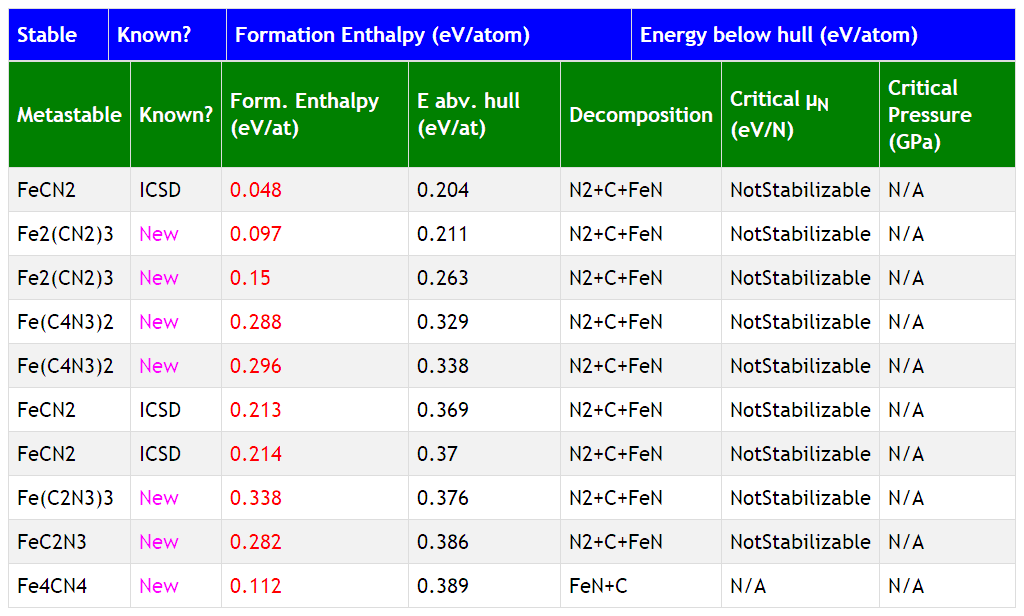 Stable Known? Formation Enthalpy (eV/atom) Energy below hull (eV/atom)
Metastable Known? Form. Enthalpy (eV/at) E abv. hull (eV/at) Decomposition Critical μN (eV/N) Critical Pressure (GPa)
FeCN2 ICSD 0.048 0.204 N2+C+FeN NotStabilizable N/A
Fe2(CN2)3 New 0.097 0.211 N2+C+FeN NotStabilizable N/A
Fe2(CN2)3 New 0.15 0.263 N2+C+FeN NotStabilizable N/A
Fe(C4N3)2 New 0.288 0.329 N2+C+FeN NotStabilizable N/A
Fe(C4N3)2 New 0.296 0.338 N2+C+FeN NotStabilizable N/A
FeCN2 ICSD 0.213 0.369 N2+C+FeN NotStabilizable N/A
FeCN2 ICSD 0.214 0.37 N2+C+FeN NotStabilizable N/A
Fe(C2N3)3 New 0.338 0.376 N2+C+FeN NotStabilizable N/A
FeC2N3 New 0.282 0.386 N2+C+FeN NotStabilizable N/A
Fe4CN4 New 0.112 0.389 FeN+C N/A N/A